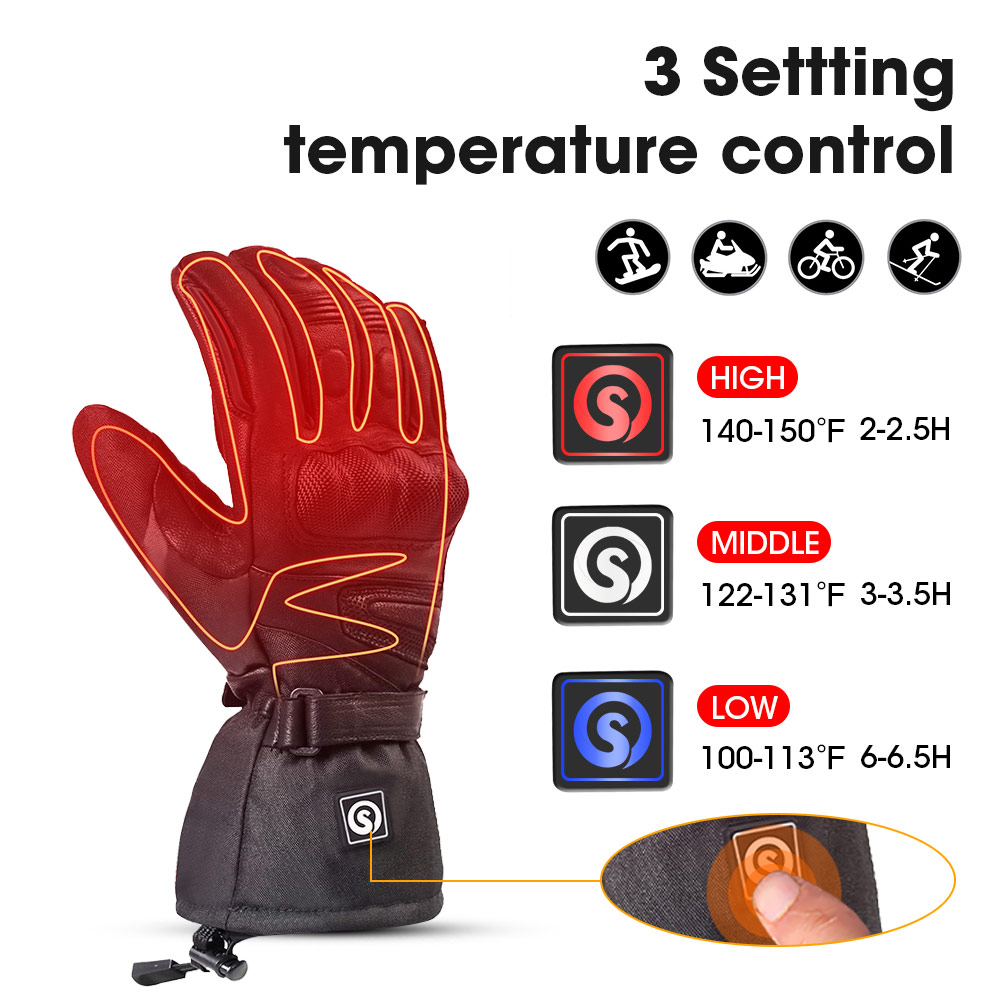 3 Settting
temperature control
HIGH
140-150°F 2-2.5H
MIDDLE
122-131°F 3-3.5H
LOW
100-113°F 6-6.5H